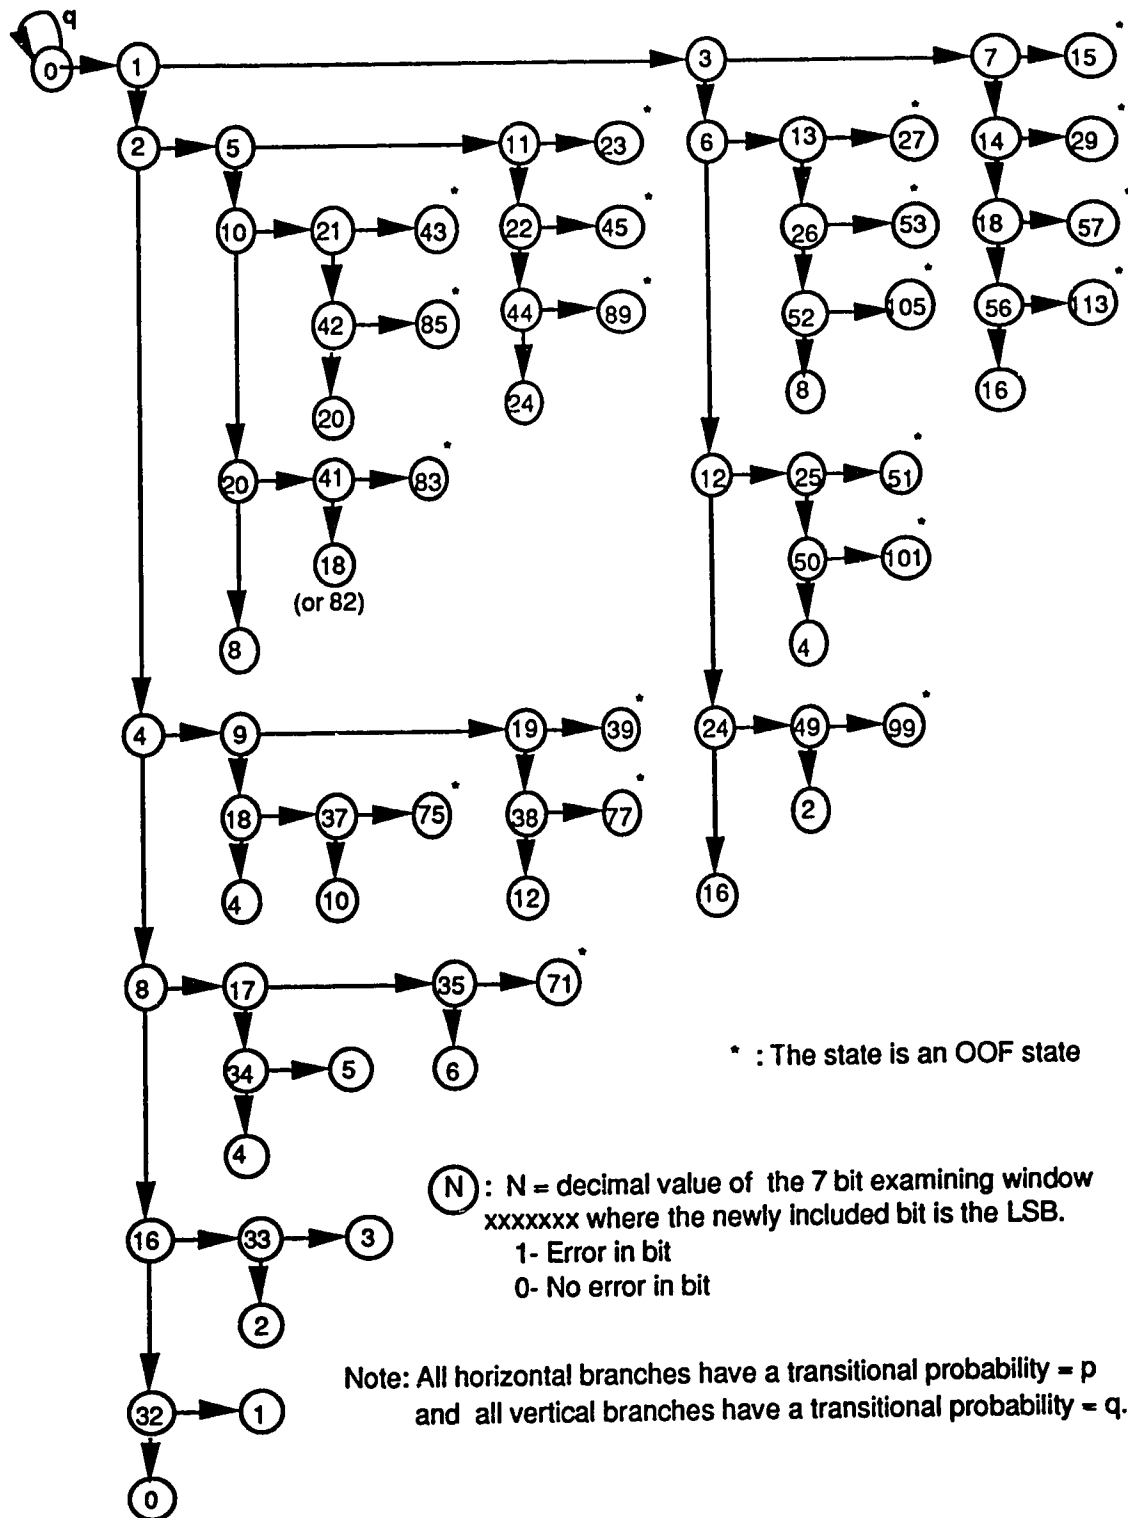 q
0 1 3 7 15 *
2 5 11 23 * 6 13 27 * 14 29 *
10 21 43 * 22 45 * 26 53 * 18 57 *
42 85 * 44 89 * 52 105 * 56 113 *
20 24 8 16
20 41 83 * 12 25 51 *
18 50 101 *
(or 82)
8 4
4 9 19 39 * 24 49 99 *
18 37 75 * 38 77 * 2
4 10 12 16
8 17 35 71 *
34 5 6
* : The state is an OOF state
4
N : N = decimal value of the 7 bit examining window
xxxxxxx where the newly included bit is the LSB.
16 33 3
1- Error in bit
0- No error in bit
2
Note: All horizontal branches have a transitional probability = p
and all vertical branches have a transitional probability = q.
32 1
0